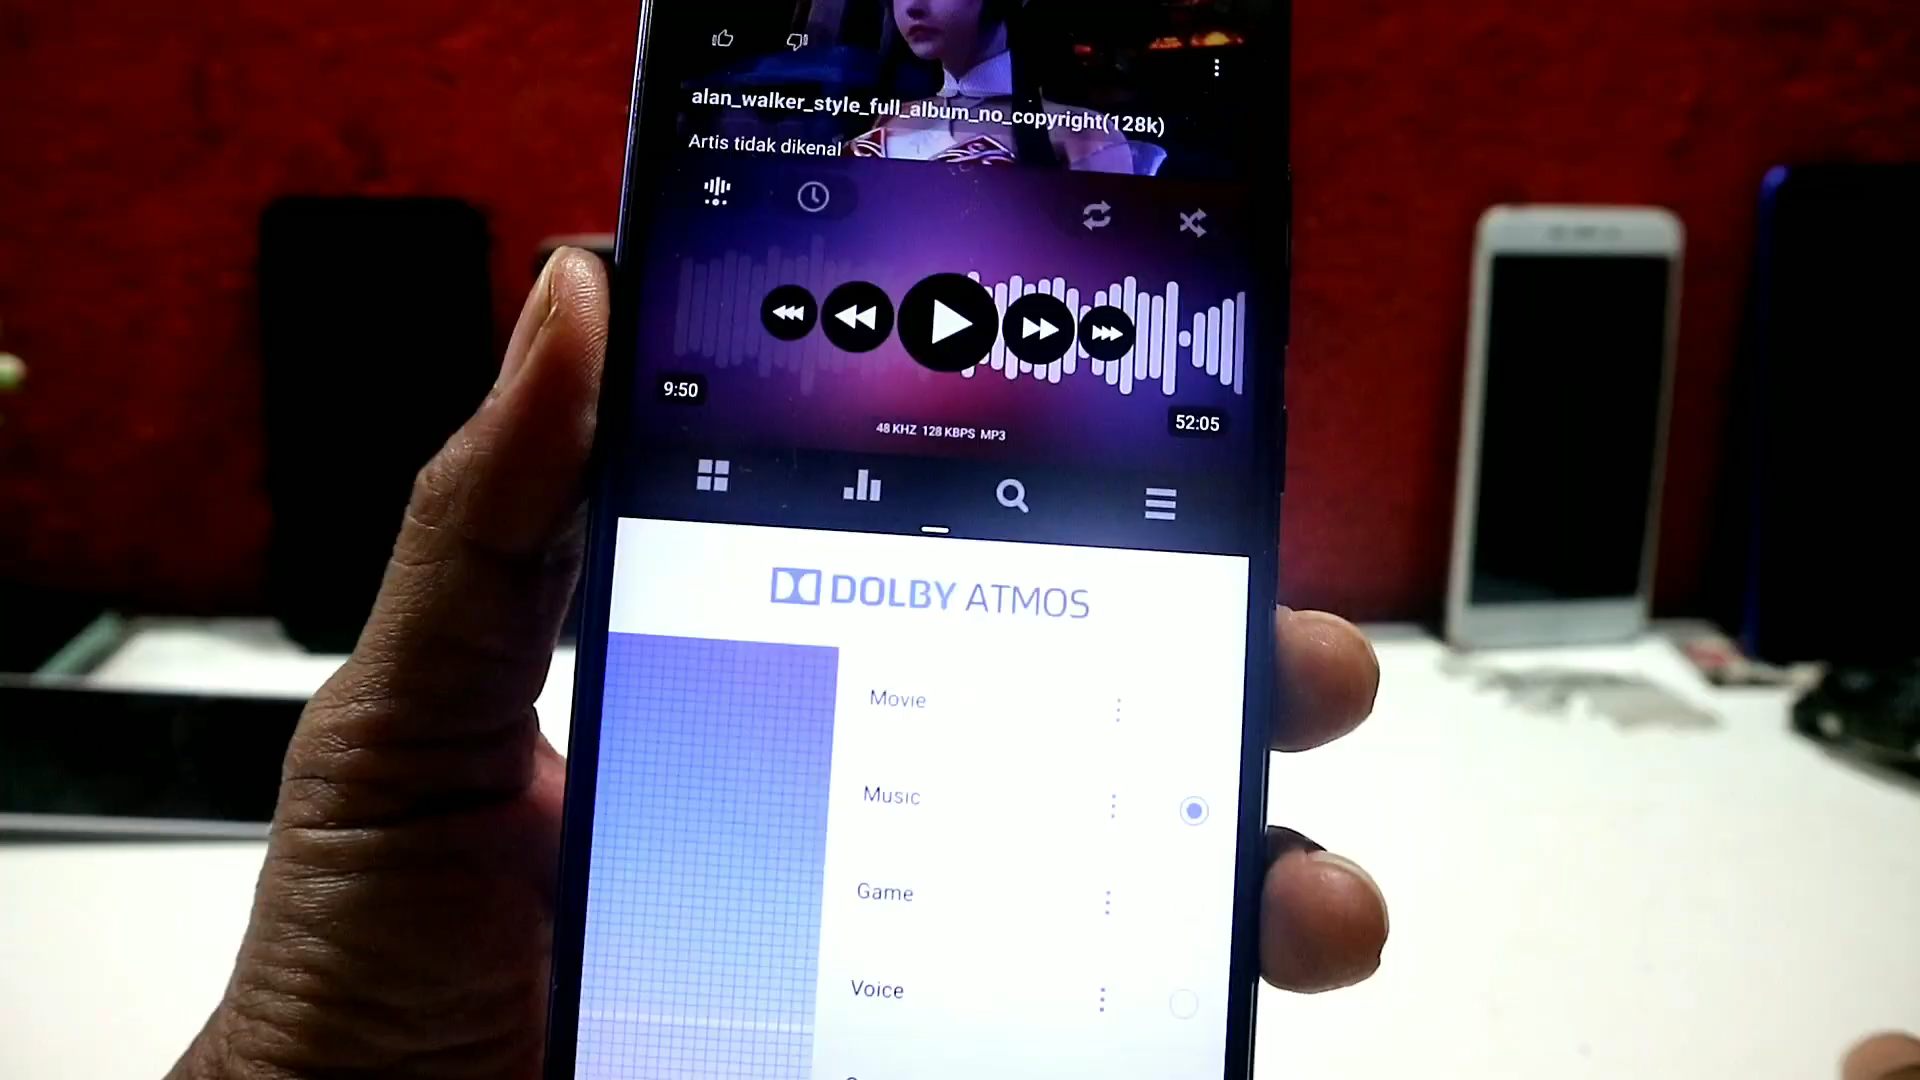 alan_walker_style_full_album_no_copyright(128k)
Artis tidak dikenal
9:50
52:05
48 KHZ 128 KBPS MP3
DOLBY ATMOS
Movie
Music
Game
Voice